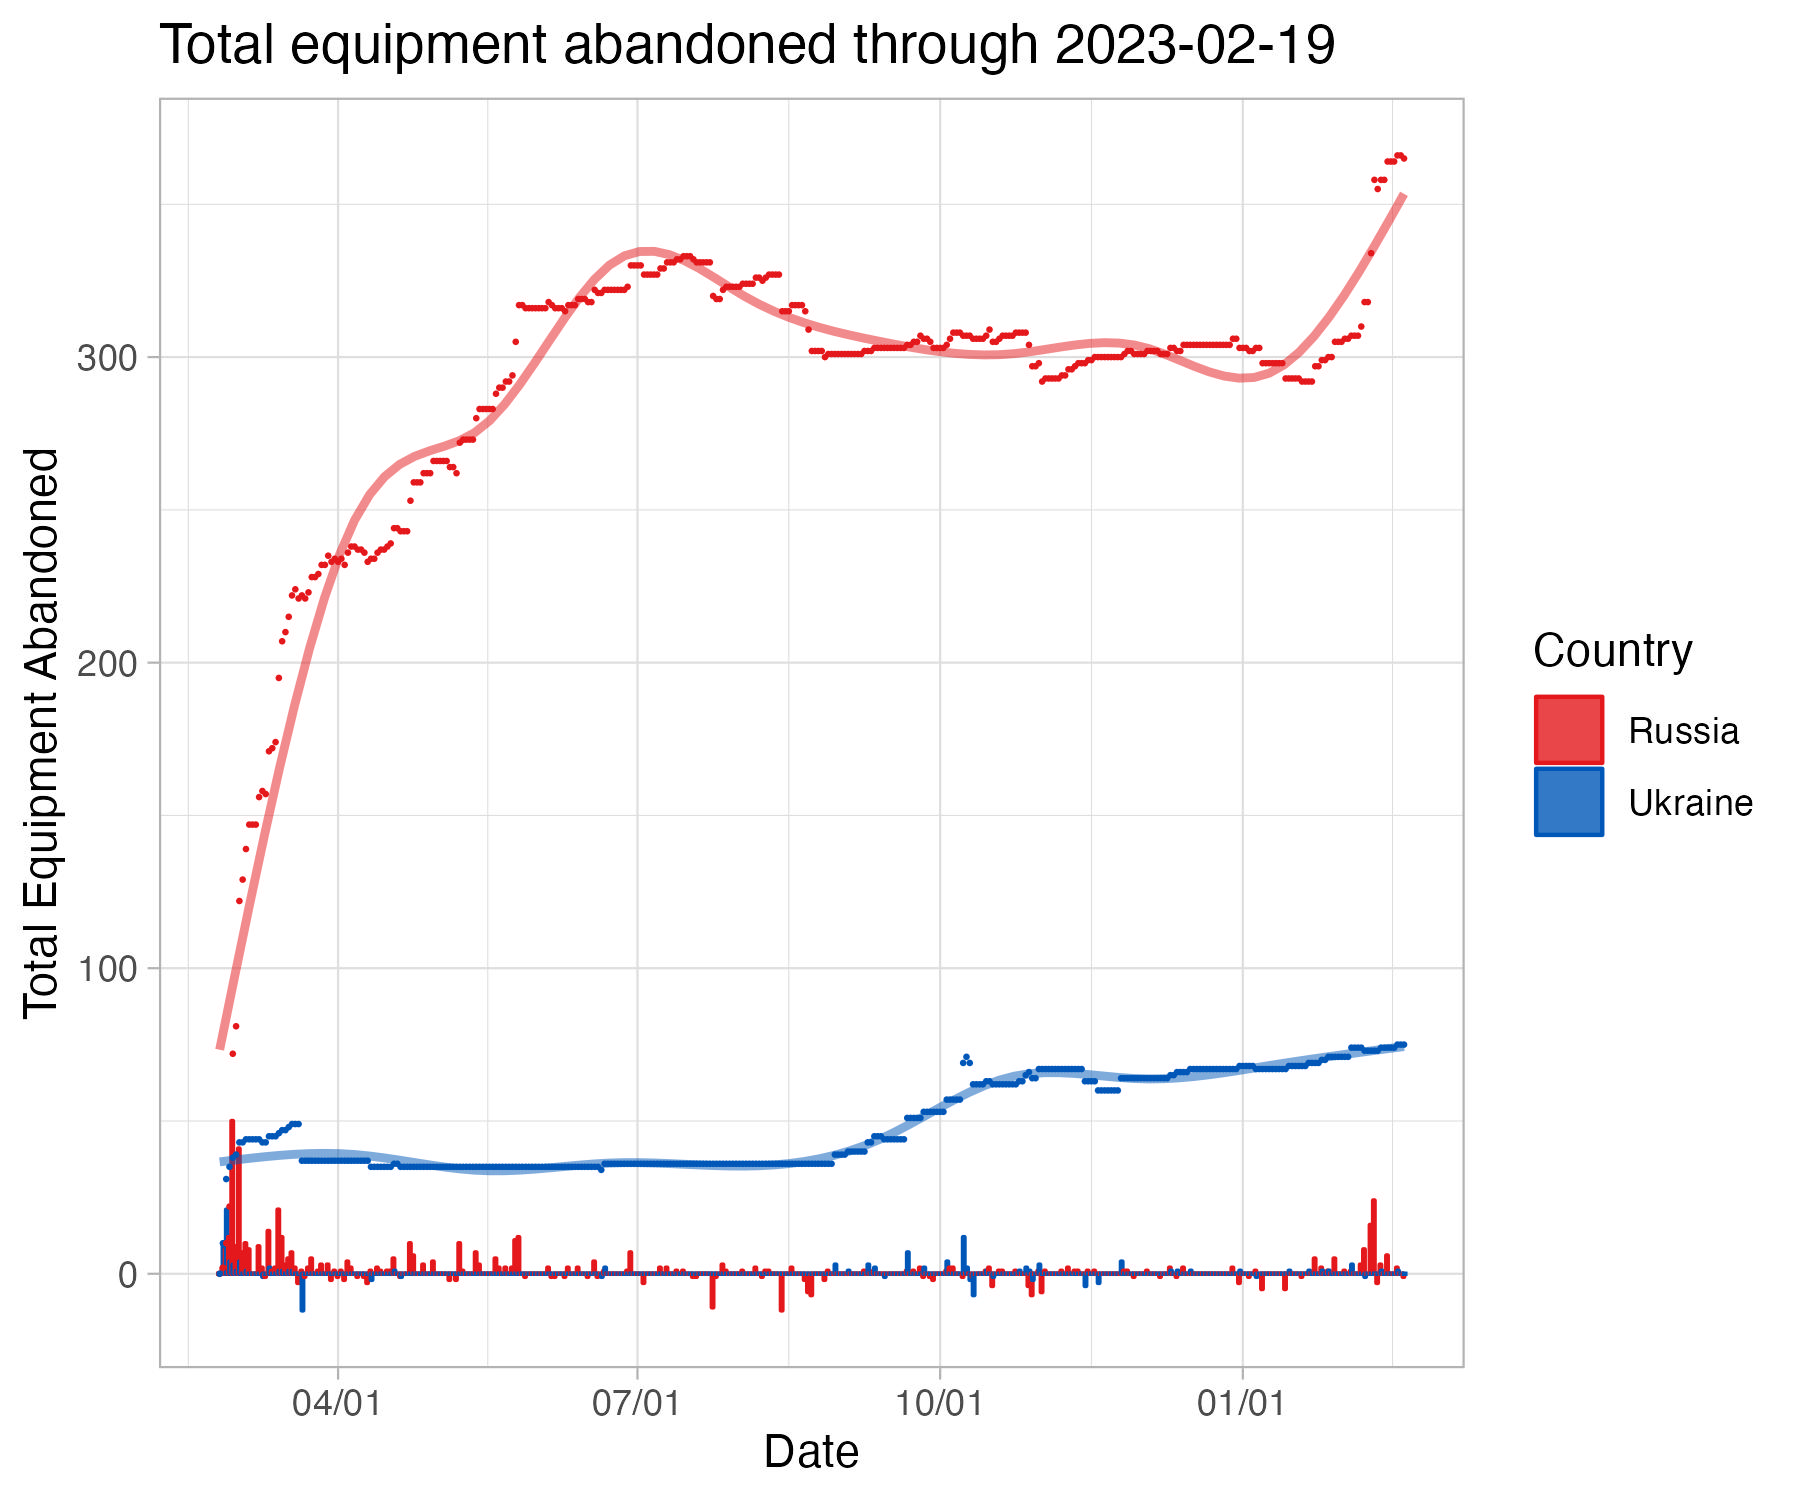 Total equipment abandoned through 2023-02-19
Total Equipment Abandoned
300
200
100
0
04/01
07/01
10/01
01/01
Date
Country
Russia
Ukraine